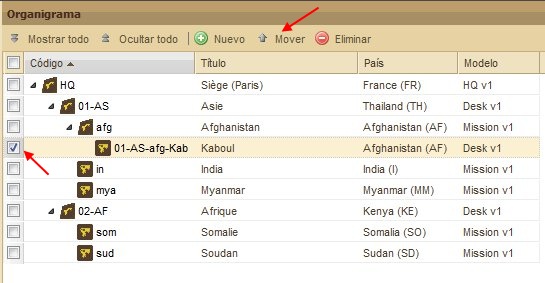 Organigrama
Mostrar todo Ocultar todo Nuevo Mover Eliminar
Código Título País Modelo
HQ Siège (Paris) France (FR) HQ v1
01-AS Asie Thailand (TH) Desk v1
afg Afghanistan Afghanistan (AF) Mission v1
01-AS-afg-Kab Kaboul Afghanistan (AF) Desk v1
in India India (I) Mission v1
mya Myanmar Myanmar (MM) Mission v1
02-AF Afrique Kenya (KE) Desk v1
som Somalie Somalia (SO) Mission v1
sud Soudan Sudan (SD) Mission v1